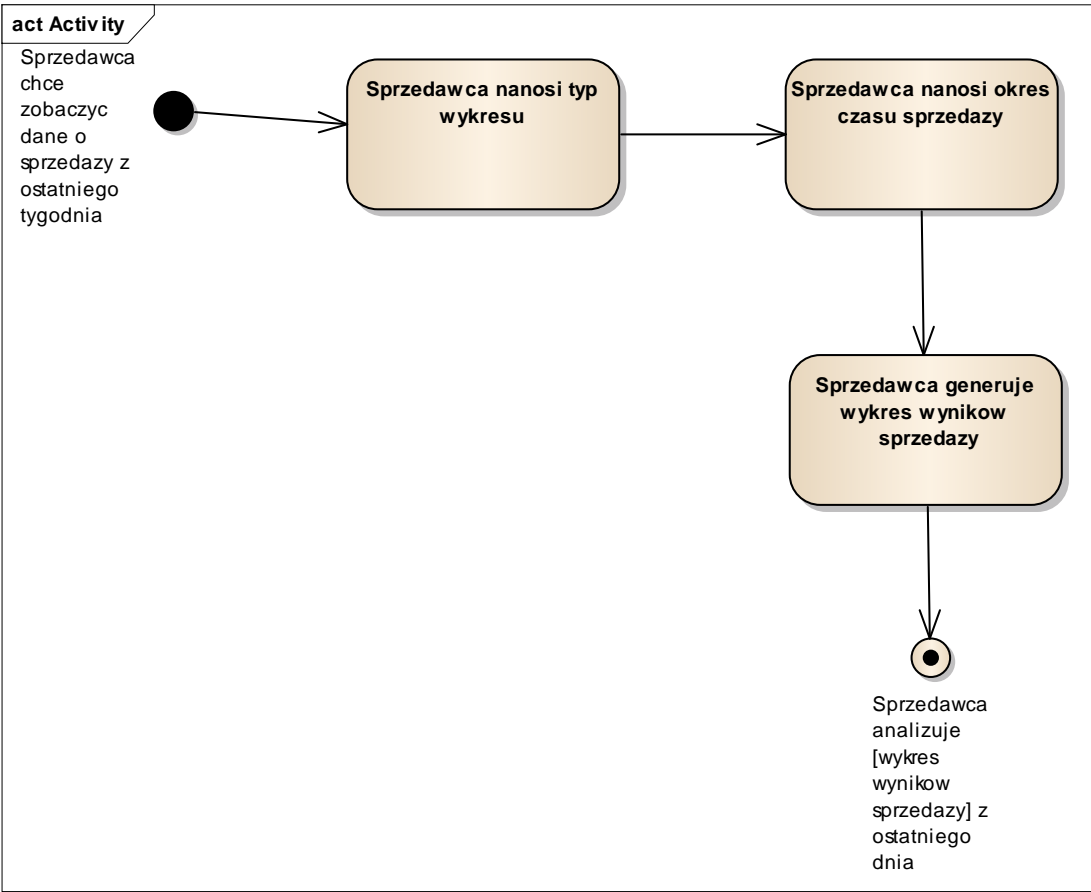 act Activity
Sprzedawca
chce
zobaczyc
dane o
sprzedazy z
ostatniego
tygodnia
Sprzedawca nanosi typ
wykresu
Sprzedawca nanosi okres
czasu sprzedazy
Sprzedawca generuje
wykres wynikow
sprzedazy
Sprzedawca
analizuje
[wykres
wynikow
sprzedazy] z
ostatniego
dnia